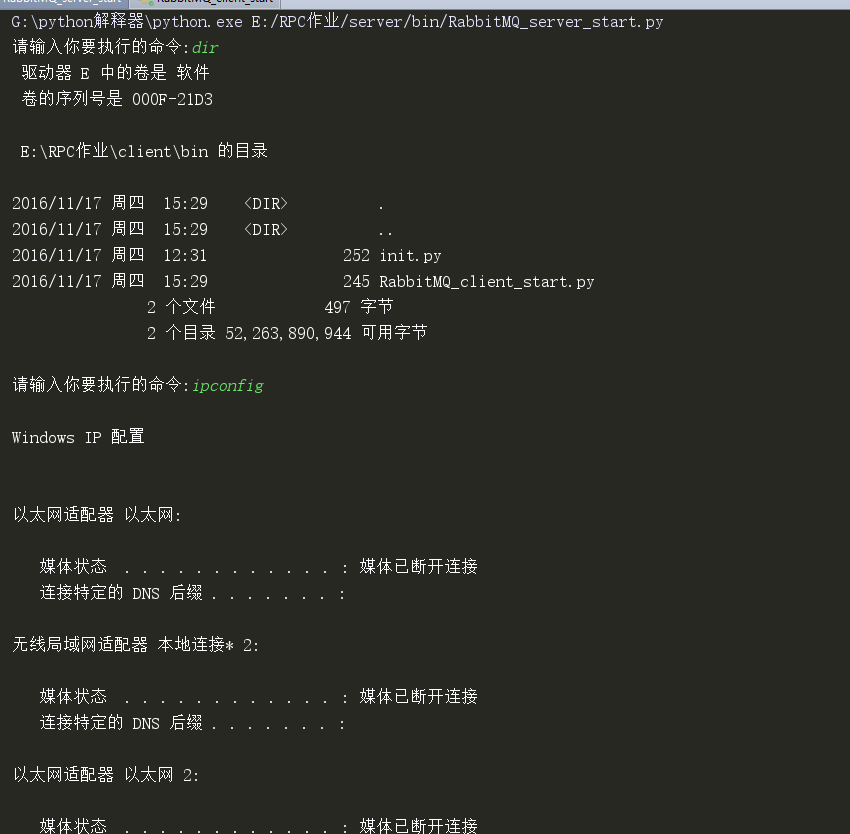 RabbitMQ_server_start RabbitMQ_client_start
G:\python解释器\python.exe E:/RPC作业/server/bin/RabbitMQ_server_start.py
请输入你要执行的命令:dir
驱动器 E 中的卷是 软件
卷的序列号是 000F-21D3
E:\RPC作业\client\bin 的目录
2016/11/17 周四  15:29    <DIR>          .
2016/11/17 周四  15:29    <DIR>          ..
2016/11/17 周四  12:31               252 init.py
2016/11/17 周四  15:29               245 RabbitMQ_client_start.py
2 个文件            497 字节
2 个目录 52,263,890,944 可用字节
请输入你要执行的命令:ipconfig
Windows IP 配置
以太网适配器 以太网:
媒体状态  . . . . . . . . . . . . : 媒体已断开连接
连接特定的 DNS 后缀 . . . . . . . :
无线局域网适配器 本地连接* 2:
媒体状态  . . . . . . . . . . . . : 媒体已断开连接
连接特定的 DNS 后缀 . . . . . . . :
以太网适配器 以太网 2:
媒体状态  . . . . . . . . . . . . : 媒体已断开连接